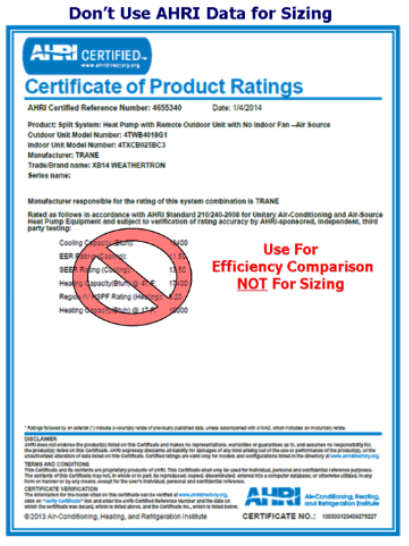 Don't Use AHRI Data for Sizing
AHRI CERTIFIED™
www.ahridirectory.org
Certificate of Product Ratings
AHRI Certified Reference Number: 4655340 Date: 1/4/2014
Product: Split System: Heat Pump with Remote Outdoor Unit with No Indoor Fan –Air Source
Outdoor Unit Model Number: 4TWB4018G1
Indoor Unit Model Number: 4TXCB025BC3
Manufacturer: TRANE
Trade/Brand name: XB14 WEATHERTRON
Series name:
Manufacturer responsible for the rating of this system combination is TRANE
Rated as follows in accordance with AHRI Standard 210/240-2008 for Unitary Air-Conditioning and Air-Source
Heat Pump Equipment and subject to verification of rating accuracy by AHRI-sponsored, independent, third
party testing:
Cooling Capacity (Btuh):
EER Rating (Cooling):
SEER Rating (Cooling):
Heating Capacity(Btuh) @ 47 F:
Region IV HSPF Rating (Heating):
Heating Capacity(Btuh) @ 17 F:
Use For
Efficiency Comparison
NOT For Sizing
* Ratings followed by an asterisk (*) indicate a voluntary rerate of previously published data, unless accompanied with a WAS, which indicates an involuntary rerate.
DISCLAIMER
AHRI does not endorse the product(s) listed on this Certificate and makes no representations, warranties or guarantees as to, and assumes no responsibility for,
the product(s) listed on this Certificate. AHRI expressly disclaims all liability for damages of any kind arising out of the use or performance of the product(s), or the
unauthorized alteration of data listed on this Certificate. Certified ratings are valid only for models and configurations listed in the directory at www.ahridirectory.org.
TERMS AND CONDITIONS
This Certificate and its contents are proprietary products of AHRI. This Certificate shall only be used for individual, personal and confidential reference purposes.
The contents of this Certificate may not, in whole or in part, be reproduced; copied; disseminated; entered into a computer database; or otherwise utilized, in any
form or manner or by any means, except for the user's individual, personal and confidential reference.
CERTIFICATE VERIFICATION
The information for the model cited on this certificate can be verified at www.ahridirectory.org,
click on "Verify Certificate" link and enter the AHRI Certified Reference Number and the date on
which the certificate was issued, which is listed above, and the Certificate No., which is listed below.
AHRI Air-Conditioning, Heating,
and Refrigeration Institute
©2013 Air-Conditioning, Heating, and Refrigeration Institute CERTIFICATE NO.: